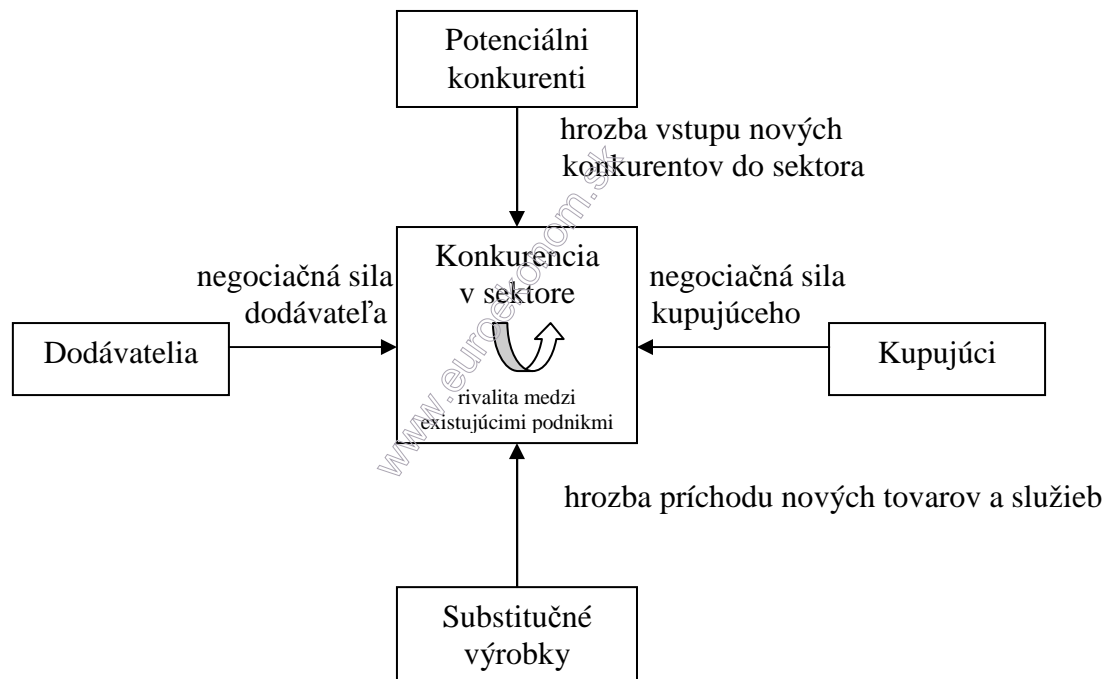 Potenciálni
konkurenti
hrozba vstupu nových
konkurentov do sektora
negociačná sila
dodávateľa
Konkurencia
v sektore
negociačná sila
kupujúceho
Dodávatelia
Kupujúci
rivalita medzi
existujúcimi podnikmi
www.euroekonom.sk
hrozba príchodu nových tovarov a služieb
Substitučné
výrobky